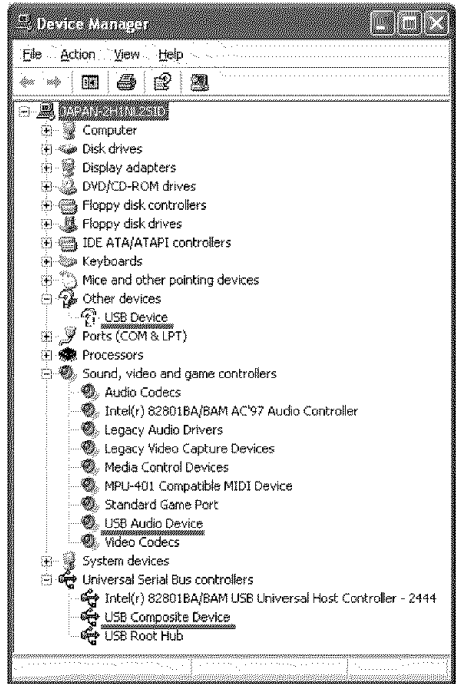 Device Manager
File Action View Help
JAPAN-2H1NL2SID
Computer
Disk drives
Display adapters
DVD/CD-ROM drives
Floppy disk controllers
Floppy disk drives
IDE ATA/ATAPI controllers
Keyboards
Mice and other pointing devices
Other devices
USB Device
Ports (COM & LPT)
Processors
Sound, video and game controllers
Audio Codecs
Intel(r) 82801BA/BAM AC'97 Audio Controller
Legacy Audio Drivers
Legacy Video Capture Devices
Media Control Devices
MPU-401 Compatible MIDI Device
Standard Game Port
USB Audio Device
Video Codecs
System devices
Universal Serial Bus controllers
Intel(r) 82801BA/BAM USB Universal Host Controller - 2444
USB Composite Device
USB Root Hub